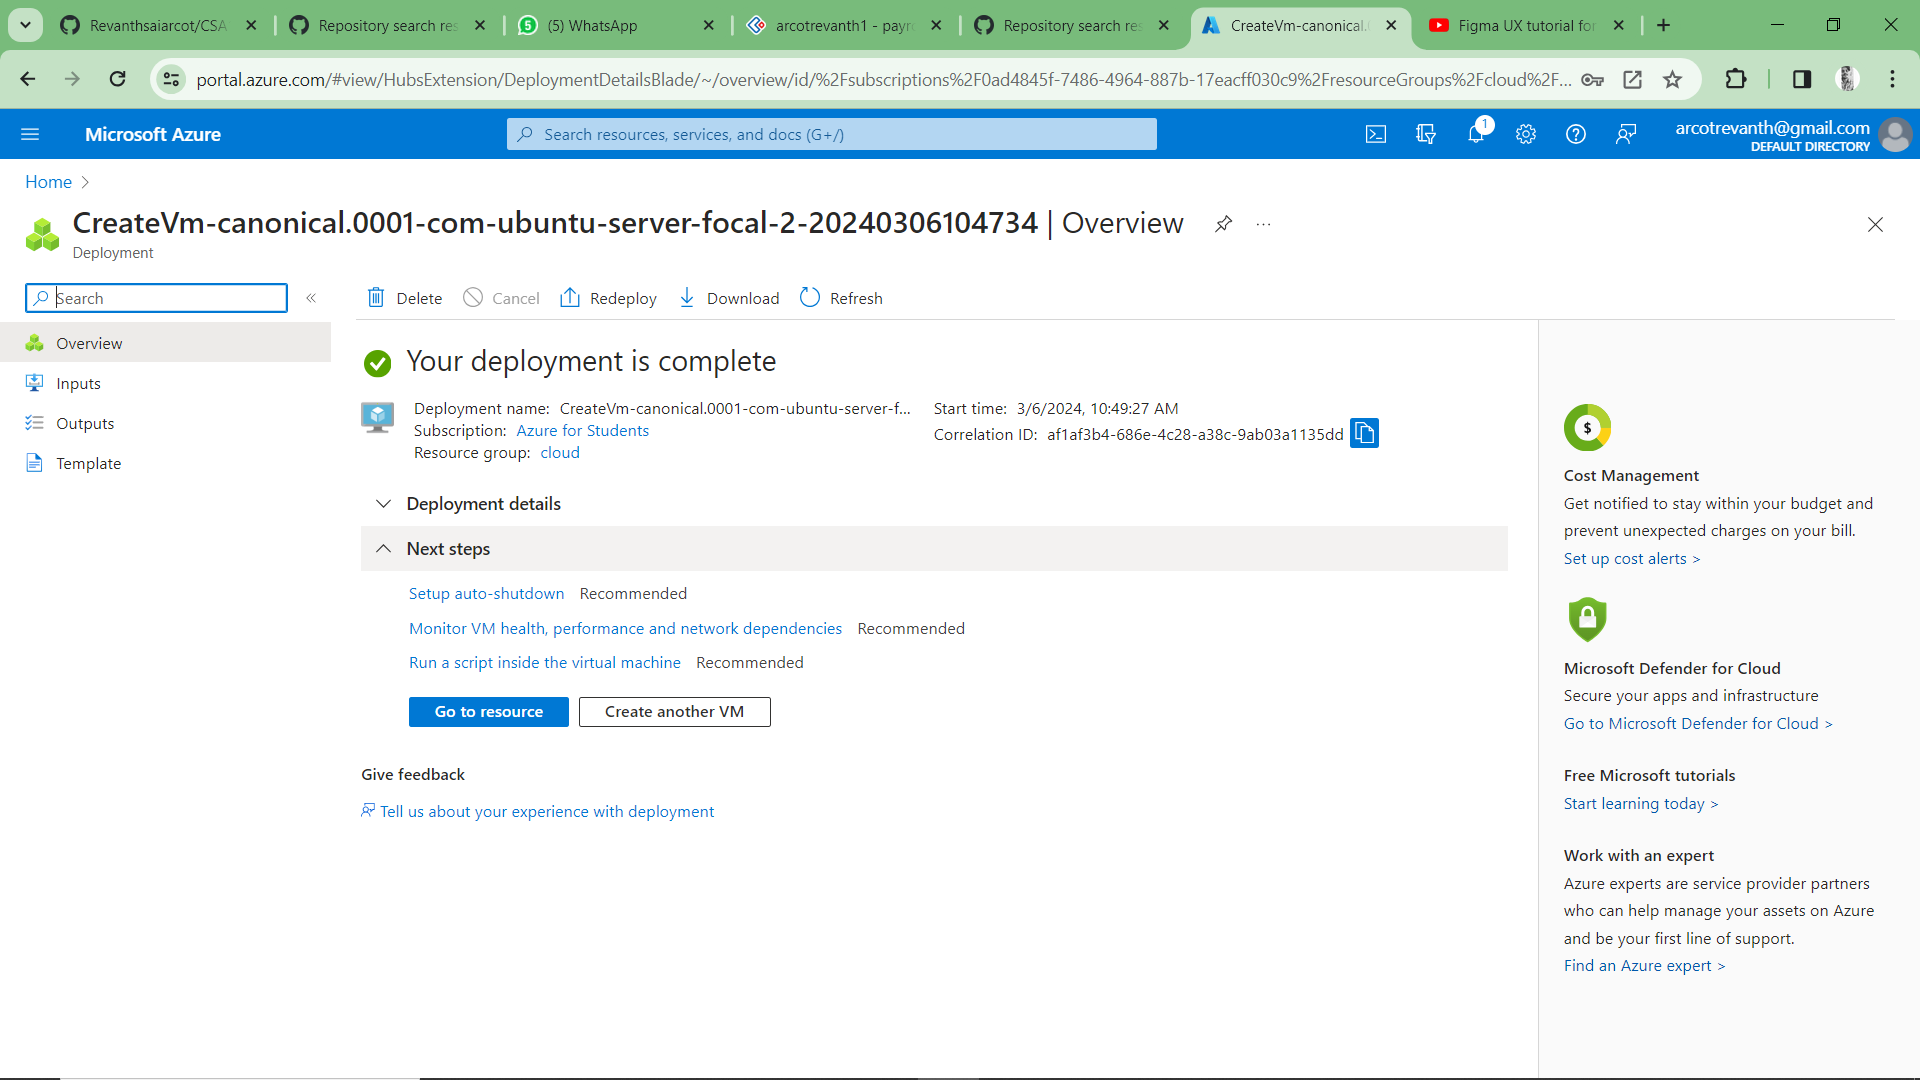 Revanthsaiarcot/CSA
Repository search res
(5) WhatsApp
arcotrevanth1 - payro
Repository search res
CreateVm-canonical.
Figma UX tutorial for
portal.azure.com/#view/HubsExtension/DeploymentDetailsBlade/~/overview/id/%2Fsubscriptions%2F0ad4845f-7486-4964-887b-17eacff030c9%2FresourceGroups%2Fcloud%2F...
Microsoft Azure
Search resources, services, and docs (G+/)
1
arcotrevanth@gmail.com
DEFAULT DIRECTORY
Home
CreateVm-canonical.0001-com-ubuntu-server-focal-2-20240306104734 | Overview
Deployment
Search
Delete
Cancel
Redeploy
Download
Refresh
Overview
Inputs
Outputs
Template
Your deployment is complete
Deployment name: CreateVm-canonical.0001-com-ubuntu-server-f...
Subscription: Azure for Students
Resource group: cloud
Start time: 3/6/2024, 10:49:27 AM
Correlation ID: af1af3b4-686e-4c28-a38c-9ab03a1135dd
Deployment details
Next steps
Setup auto-shutdown Recommended
Monitor VM health, performance and network dependencies Recommended
Run a script inside the virtual machine Recommended
Go to resource
Create another VM
Give feedback
Tell us about your experience with deployment
$
Cost Management
Get notified to stay within your budget and
prevent unexpected charges on your bill.
Set up cost alerts >
Microsoft Defender for Cloud
Secure your apps and infrastructure
Go to Microsoft Defender for Cloud >
Free Microsoft tutorials
Start learning today >
Work with an expert
Azure experts are service provider partners
who can help manage your assets on Azure
and be your first line of support.
Find an Azure expert >